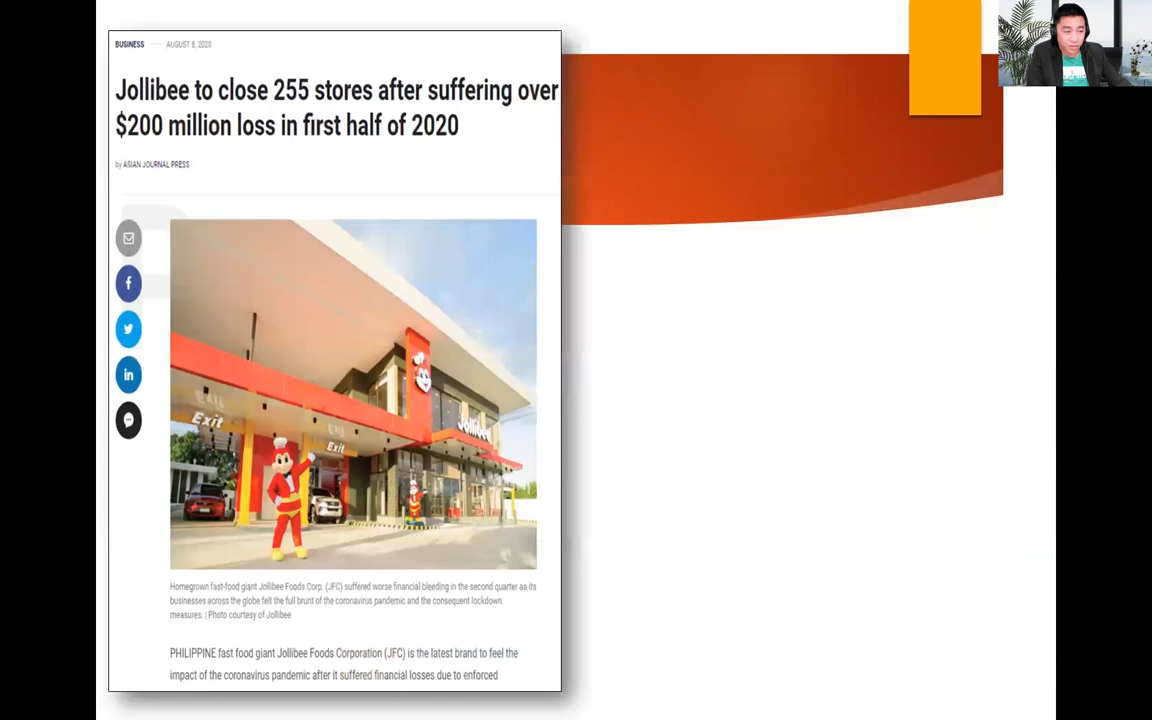 BUSINESS — AUGUST 8, 2020
Jollibee to close 255 stores after suffering over
$200 million loss in first half of 2020
by ASIAN JOURNAL PRESS
Exit
Exit
Jollibee
Homegrown fast-food giant Jollibee Foods Corp. (JFC) suffered worse financial bleeding in the second quarter as its
businesses across the globe felt the full brunt of the coronavirus pandemic and the consequent lockdown
measures. | Photo courtesy of Jollibee
PHILIPPINE fast food giant Jollibee Foods Corporation (JFC) is the latest brand to feel the
impact of the coronavirus pandemic after it suffered financial losses due to enforced